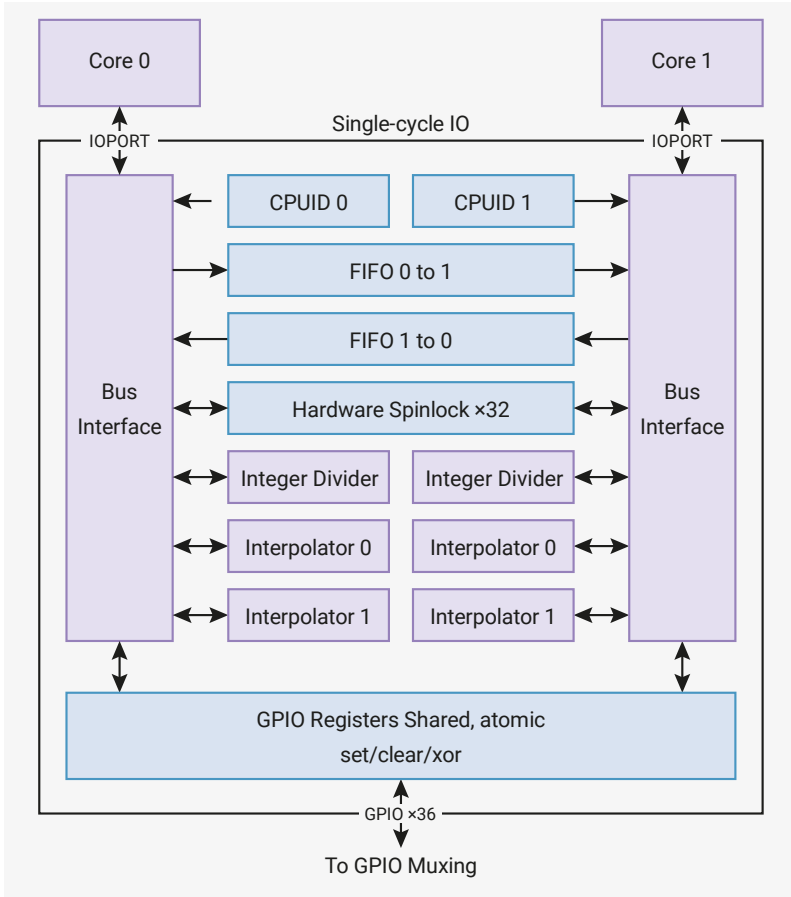 Core 0
Core 1
Single-cycle IO
IOPORT
IOPORT
CPUID 0
CPUID 1
FIFO 0 to 1
FIFO 1 to 0
Bus
Interface
Hardware Spinlock ×32
Bus
Interface
Integer Divider
Integer Divider
Interpolator 0
Interpolator 0
Interpolator 1
Interpolator 1
GPIO Registers Shared, atomic
set/clear/xor
GPIO ×36
To GPIO Muxing